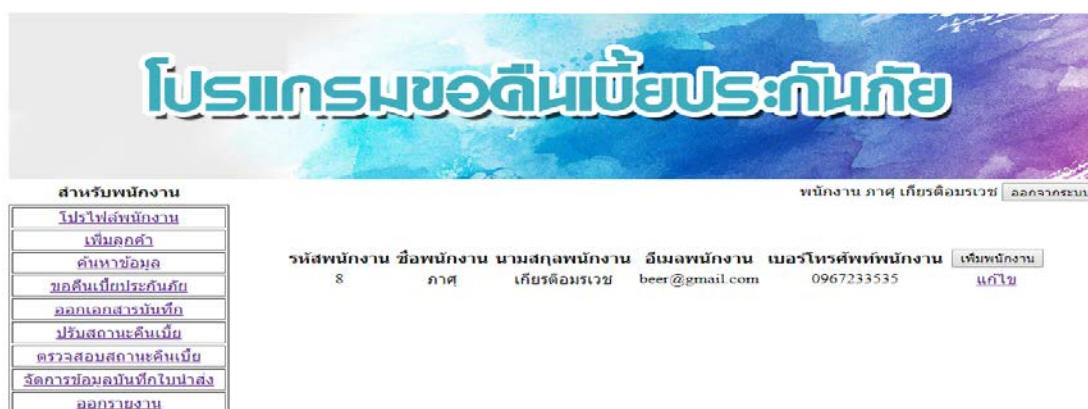 โปรแกรมขอคืนเบี้ยประกันภัย
สำหรับพนักงาน
พนักงาน ภาศุ เกียรติอมรเวช ออกจากระบบ
โปรไฟล์พนักงาน
เพิ่มลูกค้า
ค้นหาข้อมูล
ขอคืนเบี้ยประกันภัย
ออกเอกสารบันทึก
ปรับสถานะคืนเบี้ย
ตรวจสอบสถานะคืนเบี้ย
จัดการข้อมูลบันทึกใบนำส่ง
ออกรายงาน
รหัสพนักงาน ชื่อพนักงาน นามสกุลพนักงาน อีเมลพนักงาน เบอร์โทรศัพท์พนักงาน เพิ่มพนักงาน
8 ภาศุ เกียรติอมรเวช beer@gmail.com 0967233535 แก้ไข